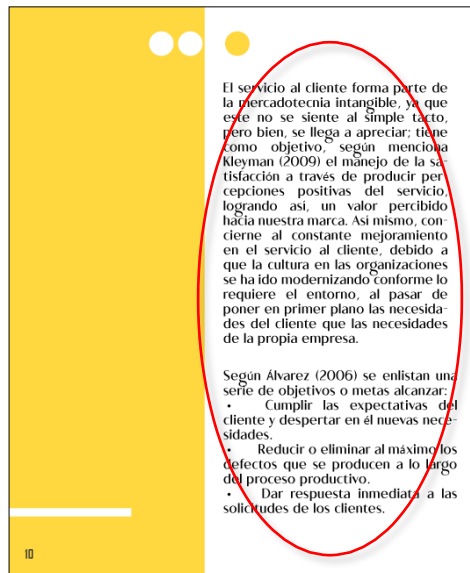 El servicio al cliente forma parte de
la mercadotecnia intangible, ya que
este no se siente al simple tacto,
pero bien, se llega a apreciar; tiene
como objetivo, según menciona
Kleyman (2009) el manejo de la sa-
tisfacción a través de producir per-
cepciones positivas del servicio,
logrando así, un valor percibido
hacia nuestra marca. Así mismo, con-
cierne al constante mejoramiento
en el servicio al cliente, debido a
que la cultura en las organizaciones
se ha ido modernizando conforme lo
requiere el entorno, al pasar de
poner en primer plano las necesida-
des del cliente que las necesidades
de la propia empresa.
Según Álvarez (2006) se enlistan una
serie de objetivos o metas alcanzar:
• Cumplir las expectativas del
cliente y despertar en él nuevas nece-
sidades.
• Reducir o eliminar al máximo los
defectos que se producen a lo largo
del proceso productivo.
• Dar respuesta inmediata a las
solicitudes de los clientes.
10